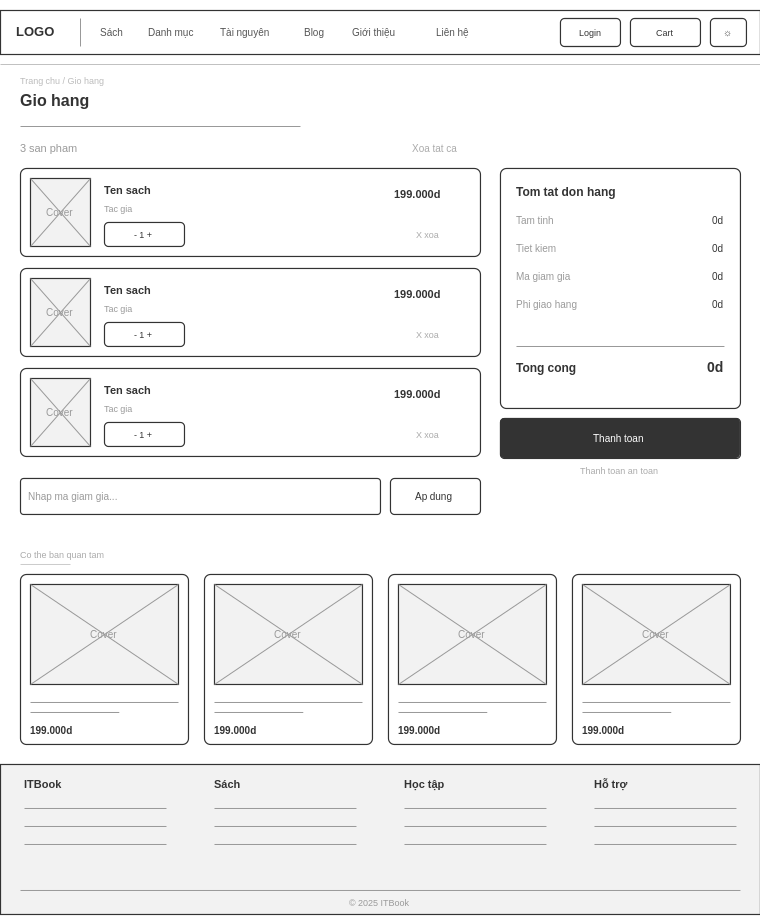 LOGO Sách Danh mục Tài nguyên Blog Giới thiệu Liên hệ Login Cart ☼
Trang chu / Gio hang
Gio hang
3 san pham Xoa tat ca
Cover
Ten sach
Tac gia
- 1 +
199.000d
X xoa
Cover
Ten sach
Tac gia
- 1 +
199.000d
X xoa
Cover
Ten sach
Tac gia
- 1 +
199.000d
X xoa
Nhap ma giam gia... Ap dung
Tom tat don hang
Tam tinh 0d
Tiet kiem 0d
Ma giam gia 0d
Phi giao hang 0d
Tong cong 0d
Thanh toan
Thanh toan an toan
Co the ban quan tam
Cover Cover Cover Cover
199.000d 199.000d 199.000d 199.000d
ITBook Sách Học tập Hỗ trợ
© 2025 ITBook